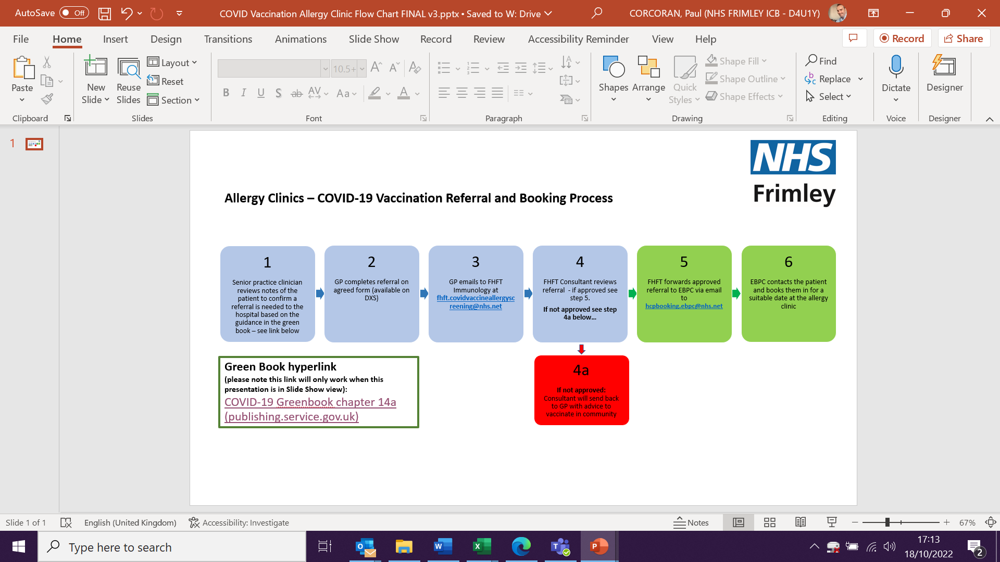 AutoSave Off
COVID Vaccination Allergy Clinic Flow Chart FINAL v3.pptx • Saved to W: Drive
CORCORAN, Paul (NHS FRIMLEY ICB - D4U1Y)
File Home Insert Design Transitions Animations Slide Show Record Review Accessibility Reminder View Help
Record
Share
Paste
Clipboard
New
Slide
Reuse
Slides
Layout
Reset
Section
Slides
10.5+
Font
Paragraph
Shapes
Arrange
Quick
Styles
Shape Fill
Shape Outline
Shape Effects
Drawing
Find
Replace
Select
Editing
Dictate
Voice
Designer
Designer
1
NHS
Frimley
Allergy Clinics – COVID-19 Vaccination Referral and Booking Process
1
Senior practice clinician
reviews notes of the
patient to confirm a
referral is needed to the
hospital based on the
guidance in the green
book – see link below
2
GP completes referral on
agreed form (available on
DXS)
3
GP emails to FHFT
Immunology at
fhft.covidvaccineallergysc
reening@nhs.net
4
FHFT Consultant reviews
referral - if approved see
step 5.
If not approved see step
4a below...
5
FHFT forwards approved
referral to EBPC via email
to
hcpbooking.ebpc@nhs.net
6
EBPC contacts the patient
and books them in for a
suitable date at the allergy
clinic
4a
If not approved:
Consultant will send back
to GP with advice to
vaccinate in community
Green Book hyperlink
(please note this link will only work when this
presentation is in Slide Show view):
COVID-19 Greenbook chapter 14a
(publishing.service.gov.uk)
Slide 1 of 1
English (United Kingdom)
Accessibility: Investigate
Notes
67%
Type here to search
17:13
18/10/2022
2